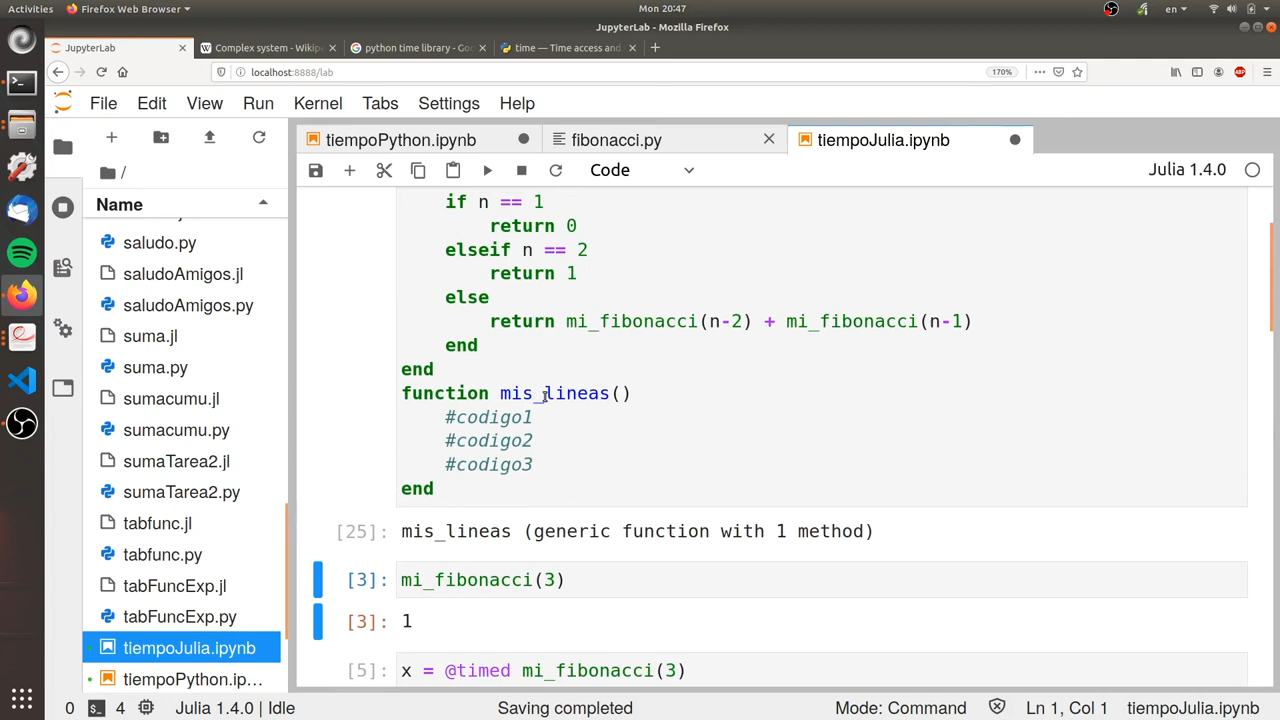 Activities
Firefox Web Browser
Mon 20:47
en
JupyterLab - Mozilla Firefox
JupyterLab
Complex system - Wikipe
python time library - Goo
time — Time access and
localhost:8888/lab
170%
File Edit View Run Kernel Tabs Settings Help
tiempoPython.ipynb
fibonacci.py
tiempoJulia.ipynb
Code
Julia 1.4.0
/
Name
saludo.py
saludoAmigos.jl
saludoAmigos.py
suma.jl
suma.py
sumacumu.jl
sumacumu.py
sumaTarea2.jl
sumaTarea2.py
tabfunc.jl
tabfunc.py
tabFuncExp.jl
tabFuncExp.py
tiempoJulia.ipynb
tiempoPython.ip...
if n == 1
return 0
elseif n == 2
return 1
else
return mi_fibonacci(n-2) + mi_fibonacci(n-1)
end
end
function mis_lineas()
#codigo1
#codigo2
#codigo3
end
[25]: mis_lineas (generic function with 1 method)
[3]: mi_fibonacci(3)
[3]: 1
[5]: x = @timed mi_fibonacci(3)
0 4 Julia 1.4.0 | Idle
Saving completed
Mode: Command
Ln 1, Col 1
tiempoJulia.ipynb